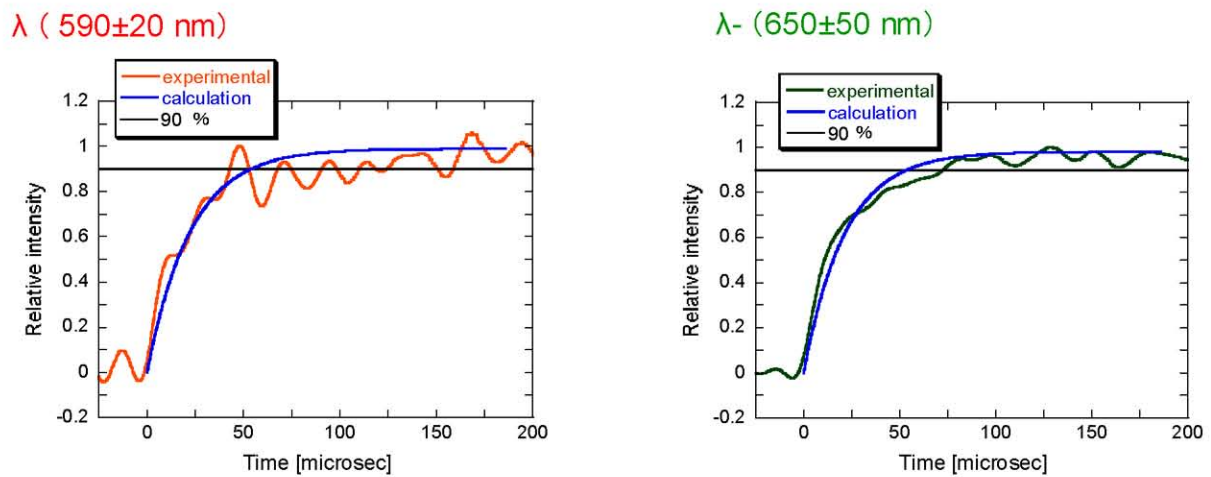 λ ( 590±20 nm)
experimental
calculation
90 %
1.2
1
0.8
0.6
0.4
0.2
0
-0.2
Relative intensity
0
50
100
150
200
Time [microsec]
λ- (650±50 nm)
experimental
calculation
90 %
1.2
1
0.8
0.6
0.4
0.2
0
-0.2
Relative intensity
0
50
100
150
200
Time [microsec]